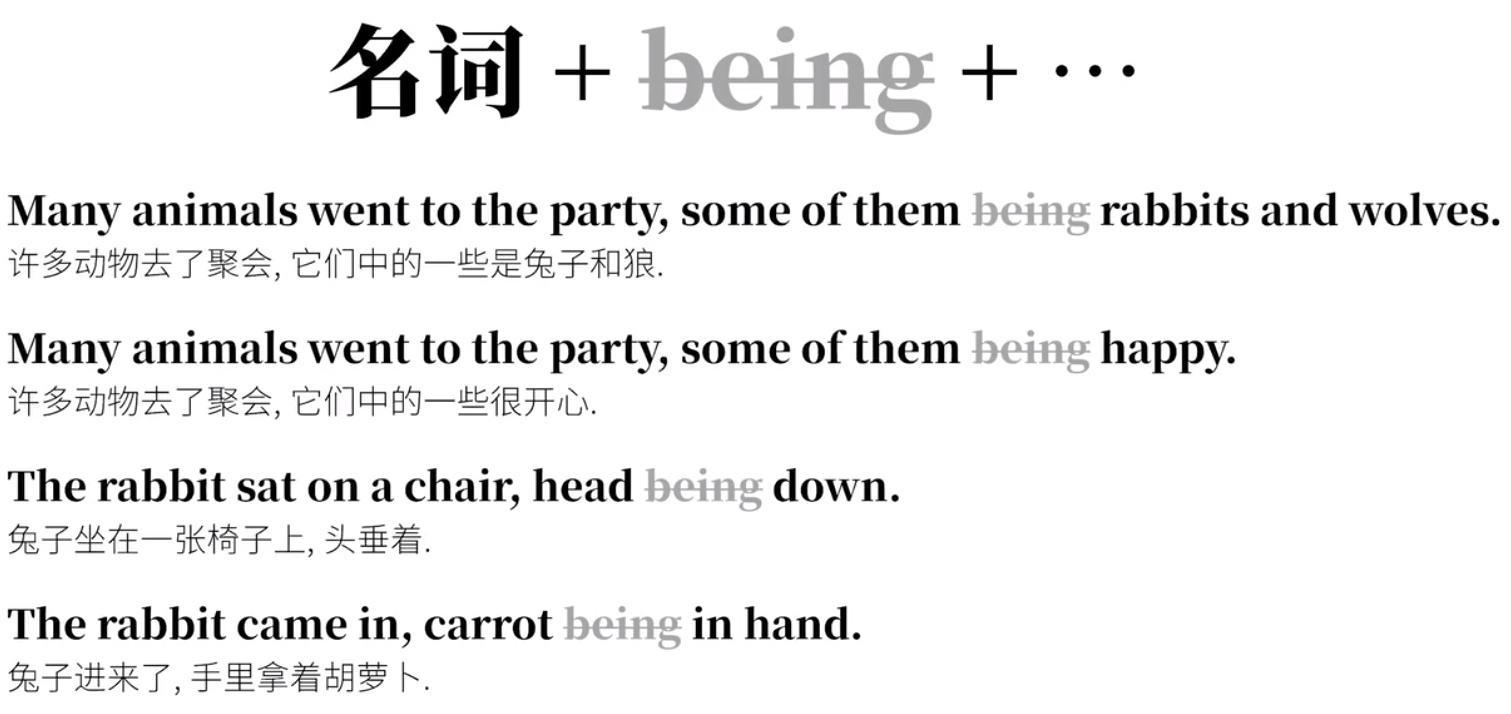 名词 + being + ···
Many animals went to the party, some of them being rabbits and wolves.
许多动物去了聚会, 它们中的一些是兔子和狼.
Many animals went to the party, some of them being happy.
许多动物去了聚会, 它们中的一些很开心.
The rabbit sat on a chair, head being down.
兔子坐在一张椅子上, 头垂着.
The rabbit came in, carrot being in hand.
兔子进来了, 手里拿着胡萝卜.